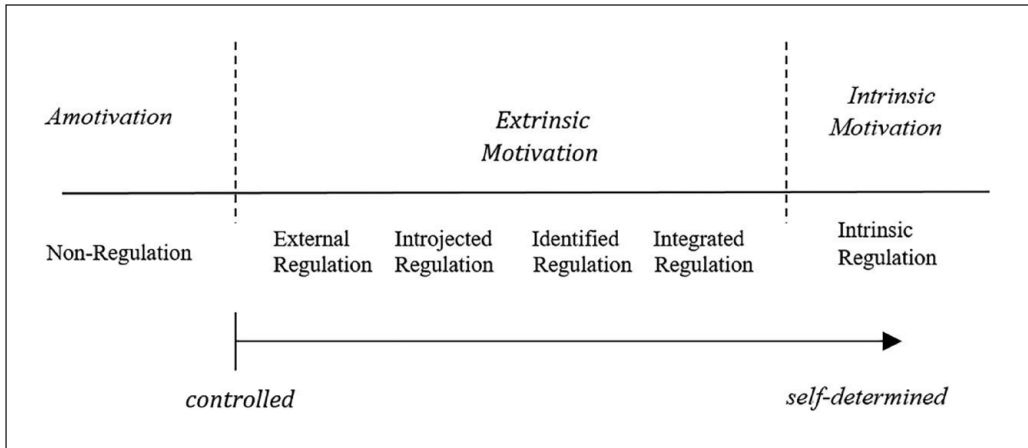 Amotivation
Extrinsic
Motivation
Intrinsic
Motivation
Non-Regulation
External
Regulation
Introjected
Regulation
Identified
Regulation
Integrated
Regulation
Intrinsic
Regulation
controlled
self-determined